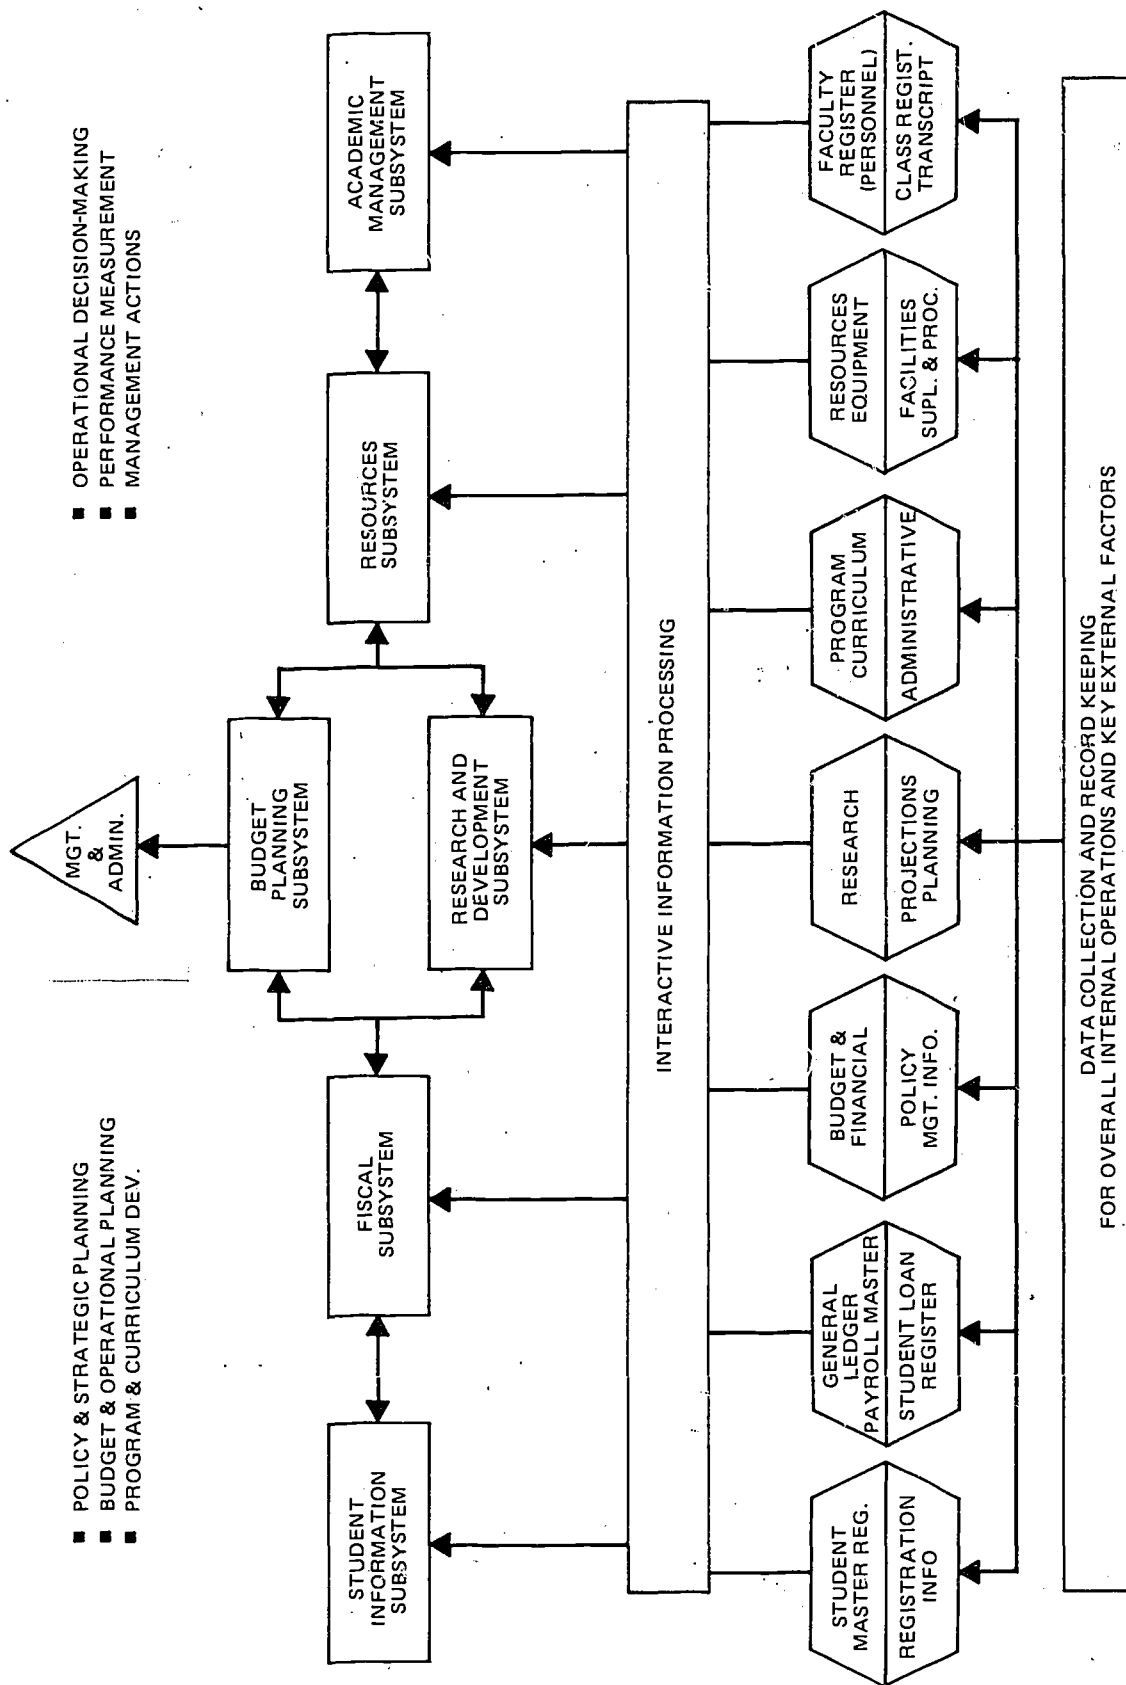 ■ POLICY & STRATEGIC PLANNING
■ BUDGET & OPERATIONAL PLANNING
■ PROGRAM & CURRICULUM DEV.
■ OPERATIONAL DECISION-MAKING
■ PERFORMANCE MEASUREMENT
■ MANAGEMENT ACTIONS
MGT.
&
ADMIN.
BUDGET
PLANNING
SUBSYSTEM
STUDENT
INFORMATION
SUBSYSTEM
FISCAL
SUBSYSTEM
RESEARCH AND
DEVELOPMENT
SUBSYSTEM
RESOURCES
SUBSYSTEM
ACADEMIC
MANAGEMENT
SUBSYSTEM
INTERACTIVE INFORMATION PROCESSING
STUDENT
MASTER REG.
REGISTRATION
INFO
GENERAL
LEDGER
PAYROLL MASTER
STUDENT LOAN
REGISTER
BUDGET &
FINANCIAL
POLICY
MGT. INFO.
RESEARCH
PROJECTIONS
PLANNING
PROGRAM
CURRICULUM
ADMINISTRATIVE
RESOURCES
EQUIPMENT
FACILITIES
SUPL. & PROC.
FACULTY
REGISTER
(PERSONNEL)
CLASS REGIST.
TRANSCRIPT
DATA COLLECTION AND RECORD KEEPING
FOR OVERALL INTERNAL OPERATIONS AND KEY EXTERNAL FACTORS